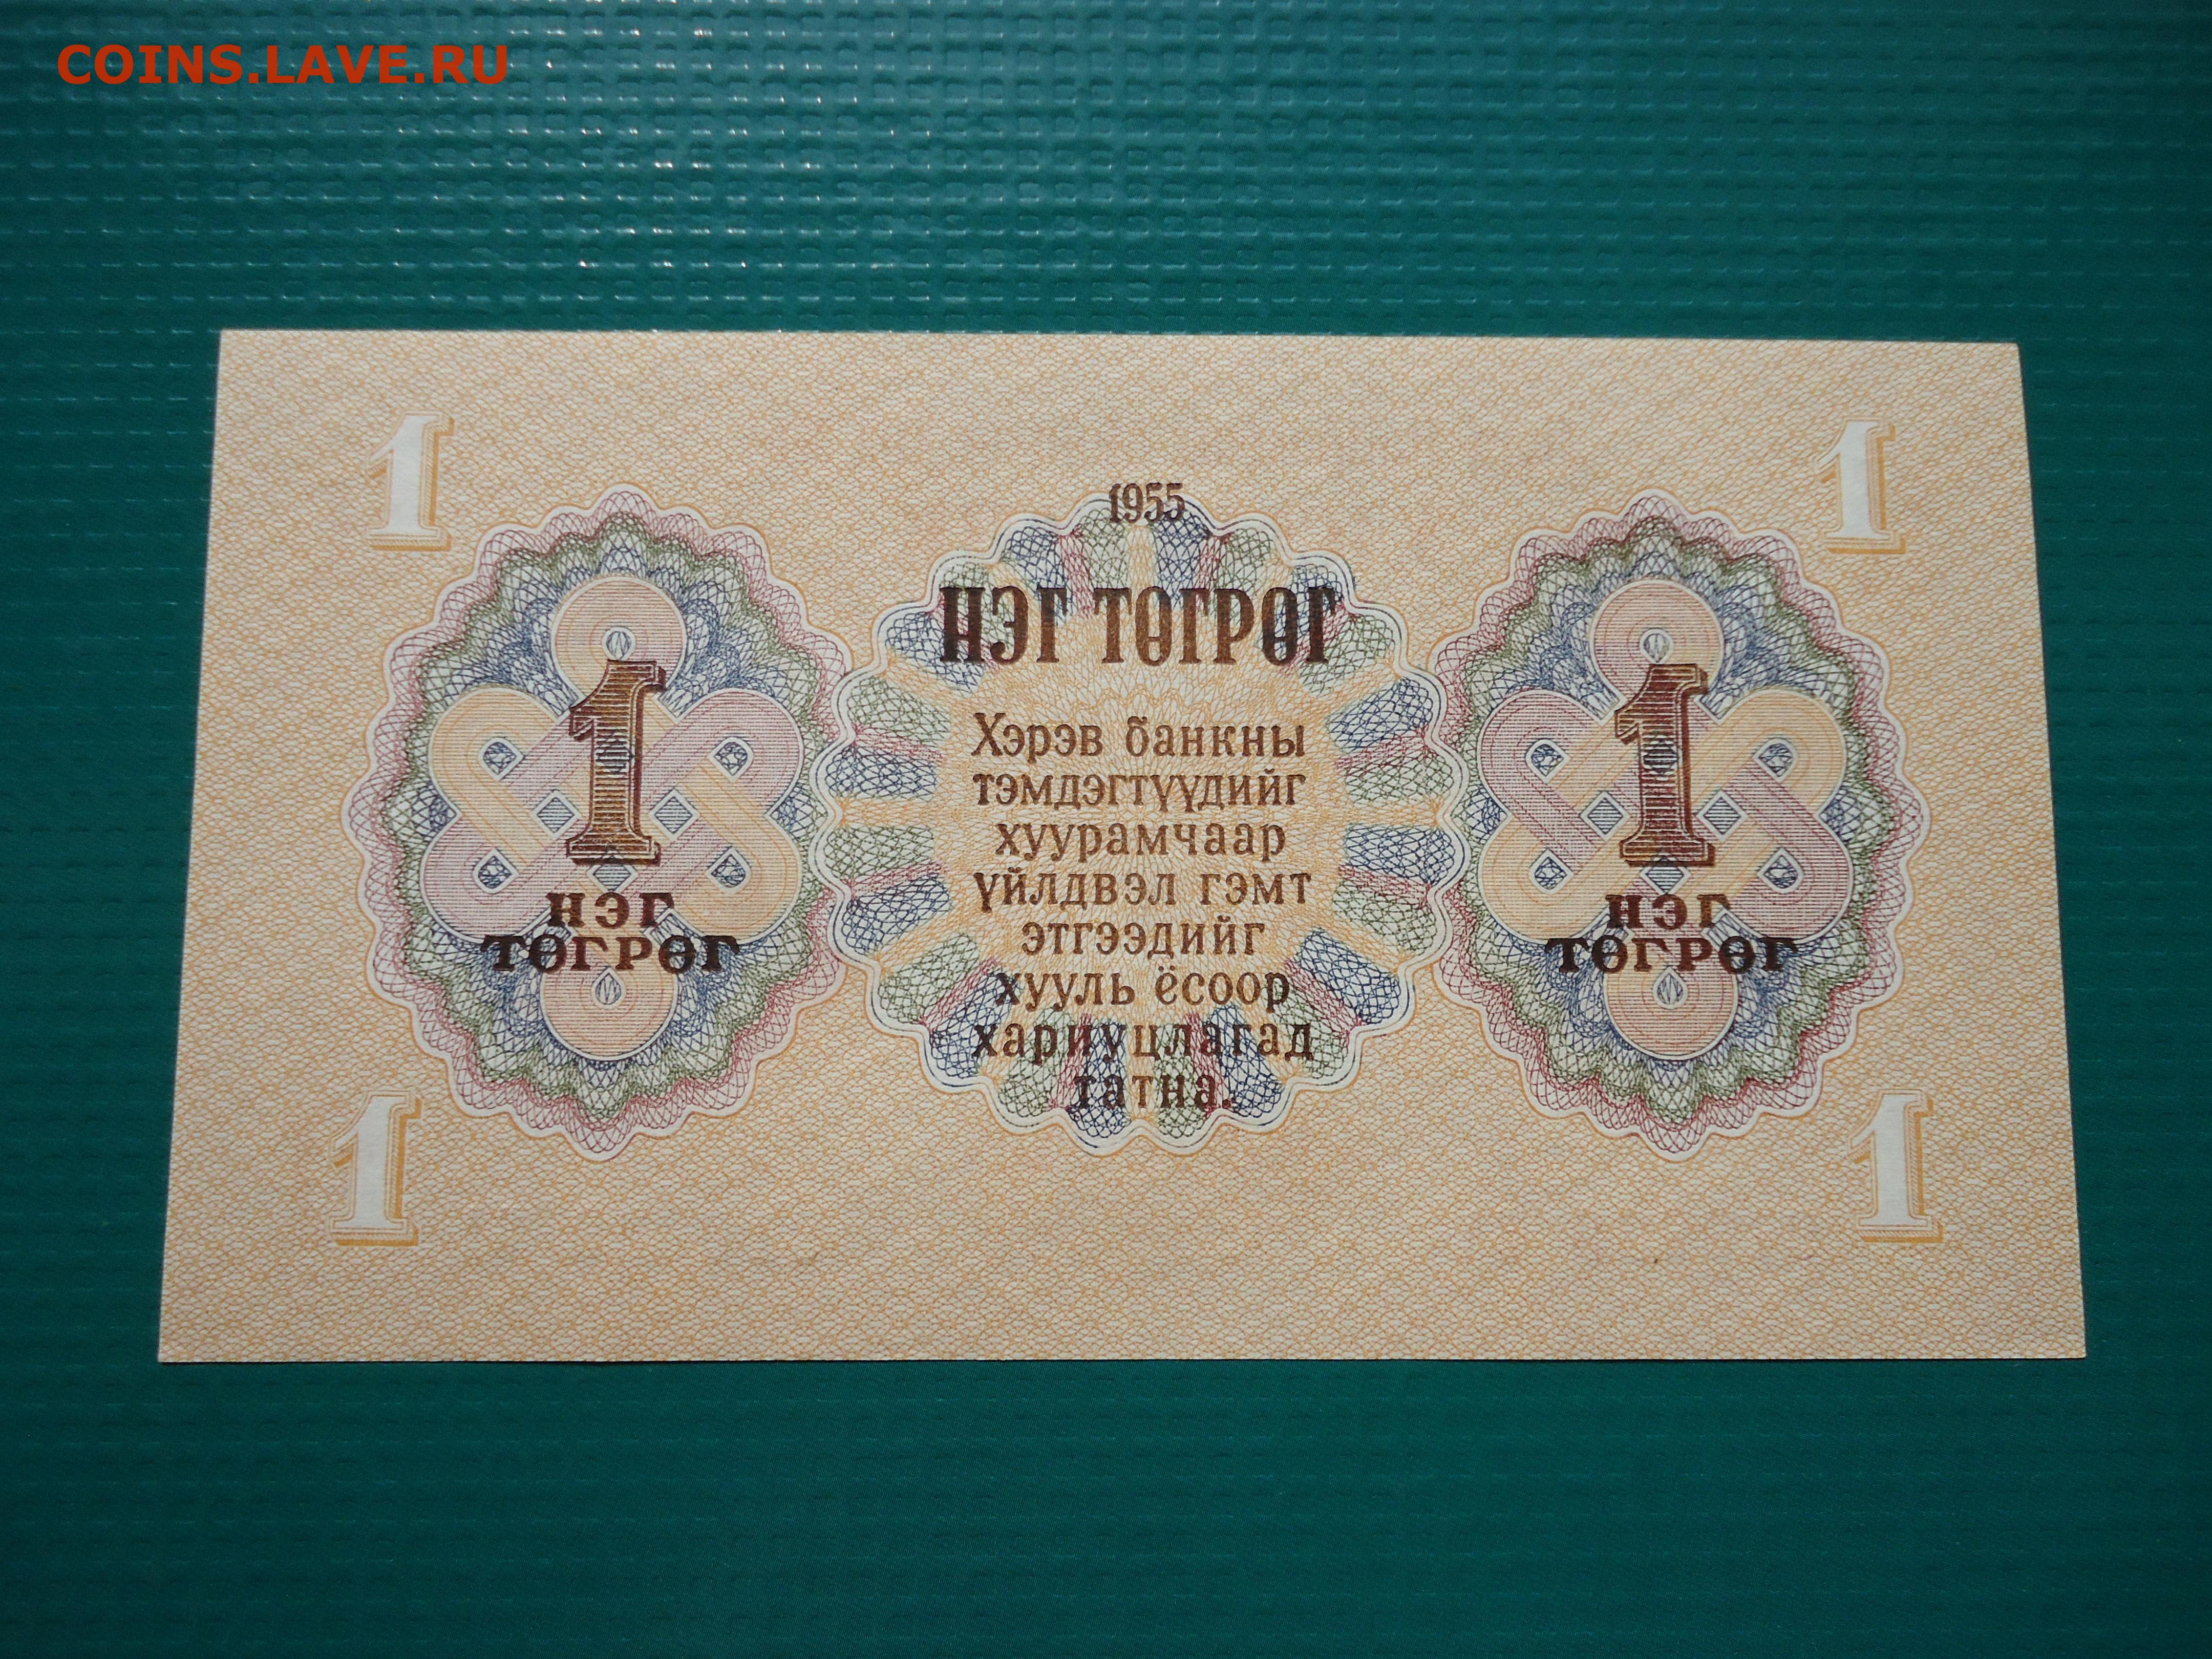 COINS.LAVE.RU
1
1
1955
НЭГ ТӨГРӨГ
1
НЭГ
ТӨГРӨГ
Хэрэв банкны
тэмдэгтүүдийг
хуурамчаар
үйлдвэл гэмт
этгээдийг
хууль ёсоор
хариуцлагад
татна.
1
НЭГ
ТӨГРӨГ
1
1